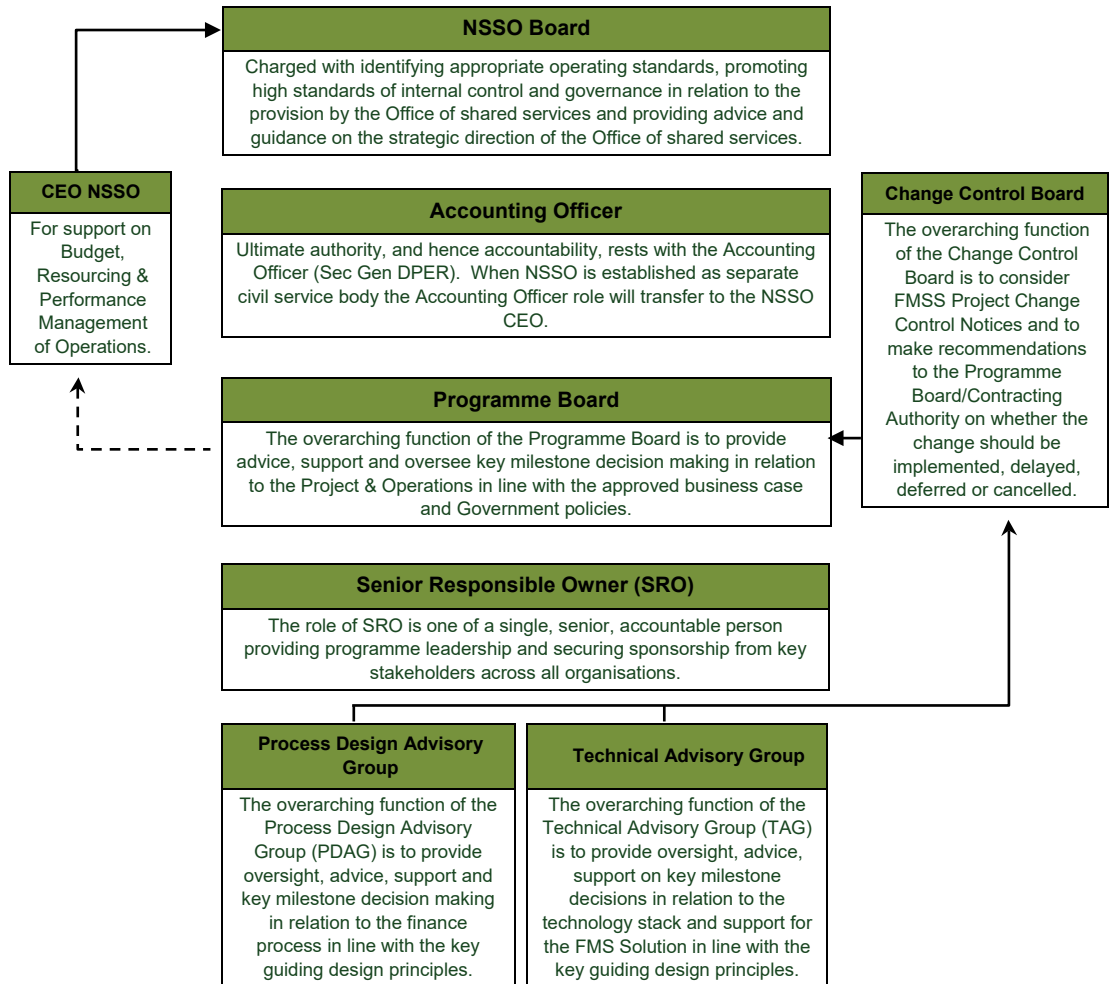 NSSO Board
Charged with identifying appropriate operating standards, promoting
high standards of internal control and governance in relation to the
provision by the Office of shared services and providing advice and
guidance on the strategic direction of the Office of shared services.
CEO NSSO
For support on
Budget,
Resourcing &
Performance
Management
of Operations.
Accounting Officer
Ultimate authority, and hence accountability, rests with the Accounting
Officer (Sec Gen DPER).  When NSSO is established as separate
civil service body the Accounting Officer role will transfer to the NSSO
CEO.
Change Control Board
The overarching function
of the Change Control
Board is to consider
FMSS Project Change
Control Notices and to
make recommendations
to the Programme
Board/Contracting
Authority on whether the
change should be
implemented, delayed,
deferred or cancelled.
Programme Board
The overarching function of the Programme Board is to provide
advice, support and oversee key milestone decision making in relation
to the Project & Operations in line with the approved business case
and Government policies.
Senior Responsible Owner (SRO)
The role of SRO is one of a single, senior, accountable person
providing programme leadership and securing sponsorship from key
stakeholders across all organisations.
Process Design Advisory
Group
The overarching function of the
Process Design Advisory
Group (PDAG) is to provide
oversight, advice, support and
key milestone decision making
in relation to the finance
process in line with the key
guiding design principles.
Technical Advisory Group
The overarching function of the
Technical Advisory Group (TAG)
is to provide oversight, advice,
support on key milestone
decisions in relation to the
technology stack and support for
the FMS Solution in line with the
key guiding design principles.